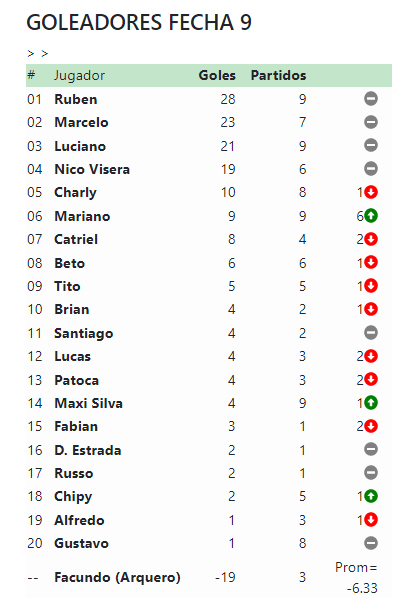 GOLEADORES FECHA 9
> >
# Jugador Goles Partidos
01 Ruben 28 9
02 Marcelo 23 7
03 Luciano 21 9
04 Nico Visera 19 6
05 Charly 10 8 1
06 Mariano 9 9 6
07 Catriel 8 4 2
08 Beto 6 6 1
09 Tito 5 5 1
10 Brian 4 2 1
11 Santiago 4 2
12 Lucas 4 3 2
13 Patoca 4 3 2
14 Maxi Silva 4 9 1
15 Fabian 3 1 2
16 D. Estrada 2 1
17 Russo 2 1
18 Chipy 2 5 1
19 Alfredo 1 3 1
20 Gustavo 1 8
-- Facundo (Arquero) -19 3 Prom=
-6.33